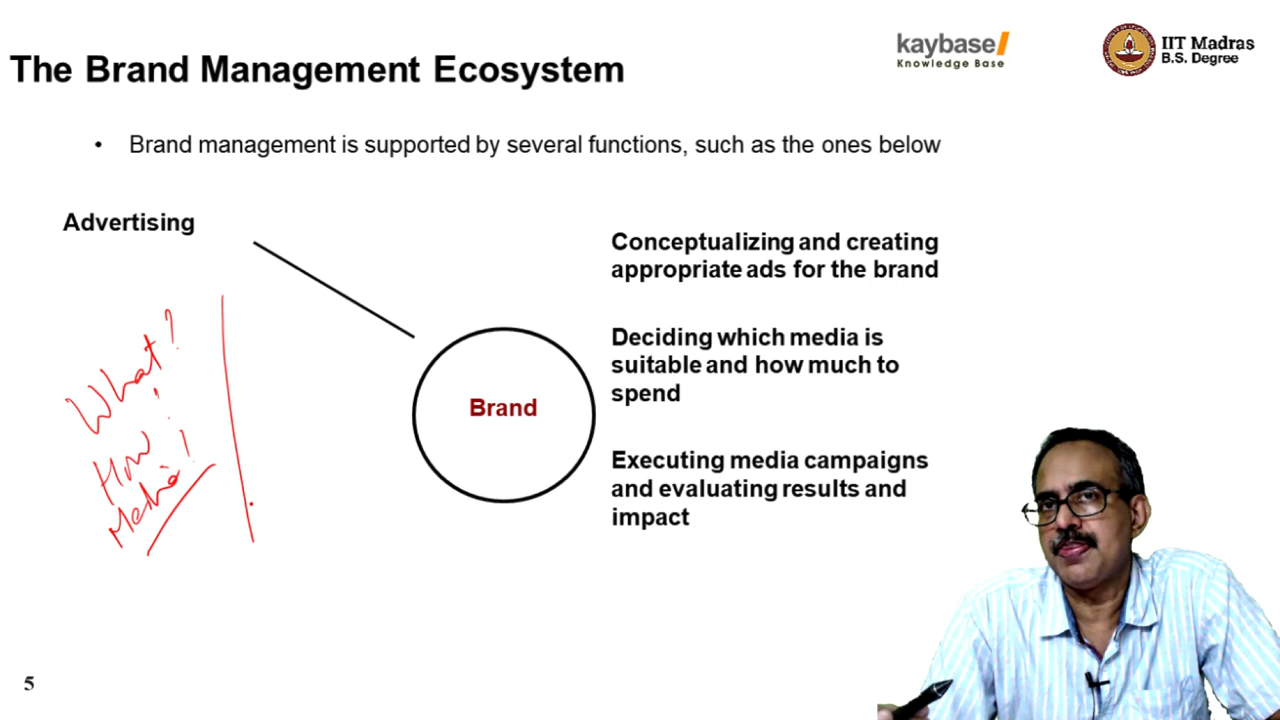 The Brand Management Ecosystem
kaybase
Knowledge Base
IIT Madras
B.S. Degree
• Brand management is supported by several functions, such as the ones below
Advertising
Conceptualizing and creating
appropriate ads for the brand
Deciding which media is
suitable and how much to
spend
Executing media campaigns
and evaluating results and
impact
Brand
What?
How
Media!
5